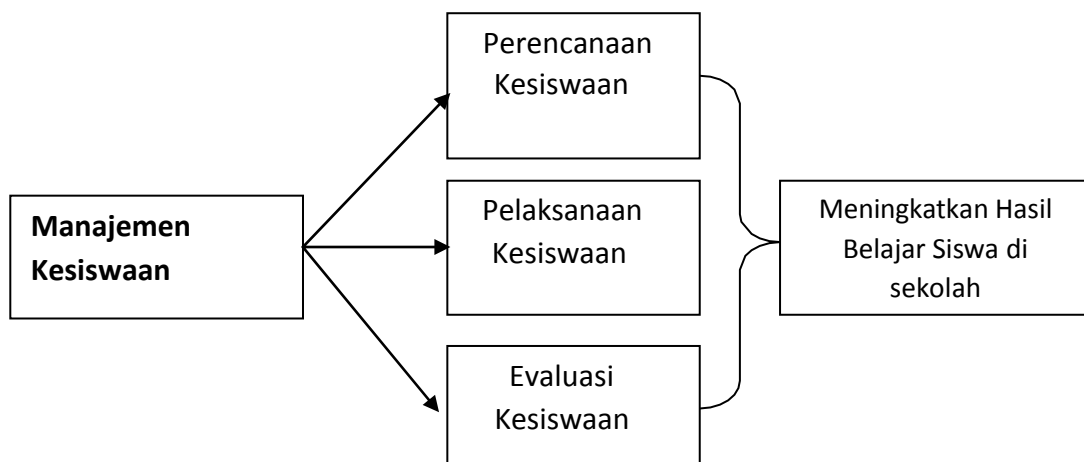 Manajemen
Kesiswaan
Perencanaan
Kesiswaan
Pelaksanaan
Kesiswaan
Evaluasi
Kesiswaan
Meningkatkan Hasil
Belajar Siswa di
sekolah